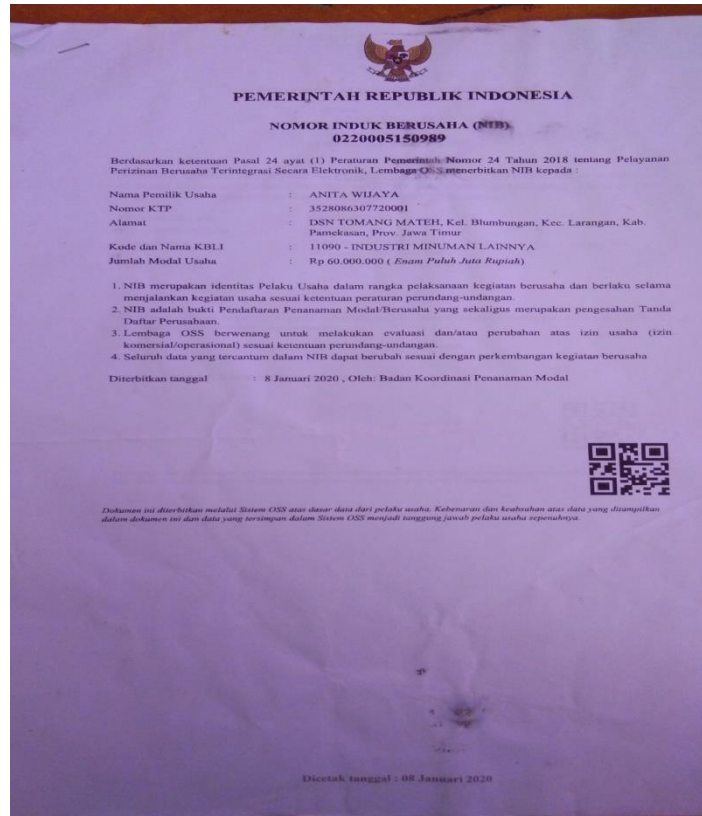 PEMERINTAH REPUBLIK INDONESIA
NOMOR INDUK BERUSAHA (NIB)
0220005150989
Berdasarkan ketentuan Pasal 24 ayat (1) Peraturan Pemerintah Nomor 24 Tahun 2018 tentang Pelayanan
Perizinan Berusaha Terintegrasi Secara Elektronik, Lembaga OSS menerbitkan NIB kepada :
Nama Pemilik Usaha : ANITA WIJAYA
Nomor KTP : 3528086307720001
Alamat : DSN TOMANG MATEH, Kel. Blumbungan, Kec. Larangan, Kab.
Pamekasan, Prov. Jawa Timur
Kode dan Nama KBLI : 11090 - INDUSTRI MINUMAN LAINNYA
Jumlah Modal Usaha : Rp 60.000.000 ( Enam Puluh Juta Rupiah)
1. NIB merupakan identitas Pelaku Usaha dalam rangka pelaksanaan kegiatan berusaha dan berlaku selama
menjalankan kegiatan usaha sesuai ketentuan peraturan perundang-undangan.
2. NIB adalah bukti Pendaftaran Penanaman Modal/Berusaha yang sekaligus merupakan pengesahan Tanda
Daftar Perusahaan.
3. Lembaga OSS berwenang untuk melakukan evaluasi dan/atau perubahan atas izin usaha (izin
komersial/operasional) sesuai ketentuan perundang-undangan.
4. Seluruh data yang tercantum dalam NIB dapat berubah sesuai dengan perkembangan kegiatan berusaha
Diterbitkan tanggal : 8 Januari 2020 , Oleh: Badan Koordinasi Penanaman Modal
Dokumen ini diterbitkan melalui Sistem OSS atas dasar data dari pelaku usaha. Kebenaran dan keabsahan atas data yang ditampilkan
dalam dokumen ini dan data yang tersimpan dalam Sistem OSS menjadi tanggung jawab pelaku usaha sepenuhnya.
Dicetak tanggal : 08 Januari 2020